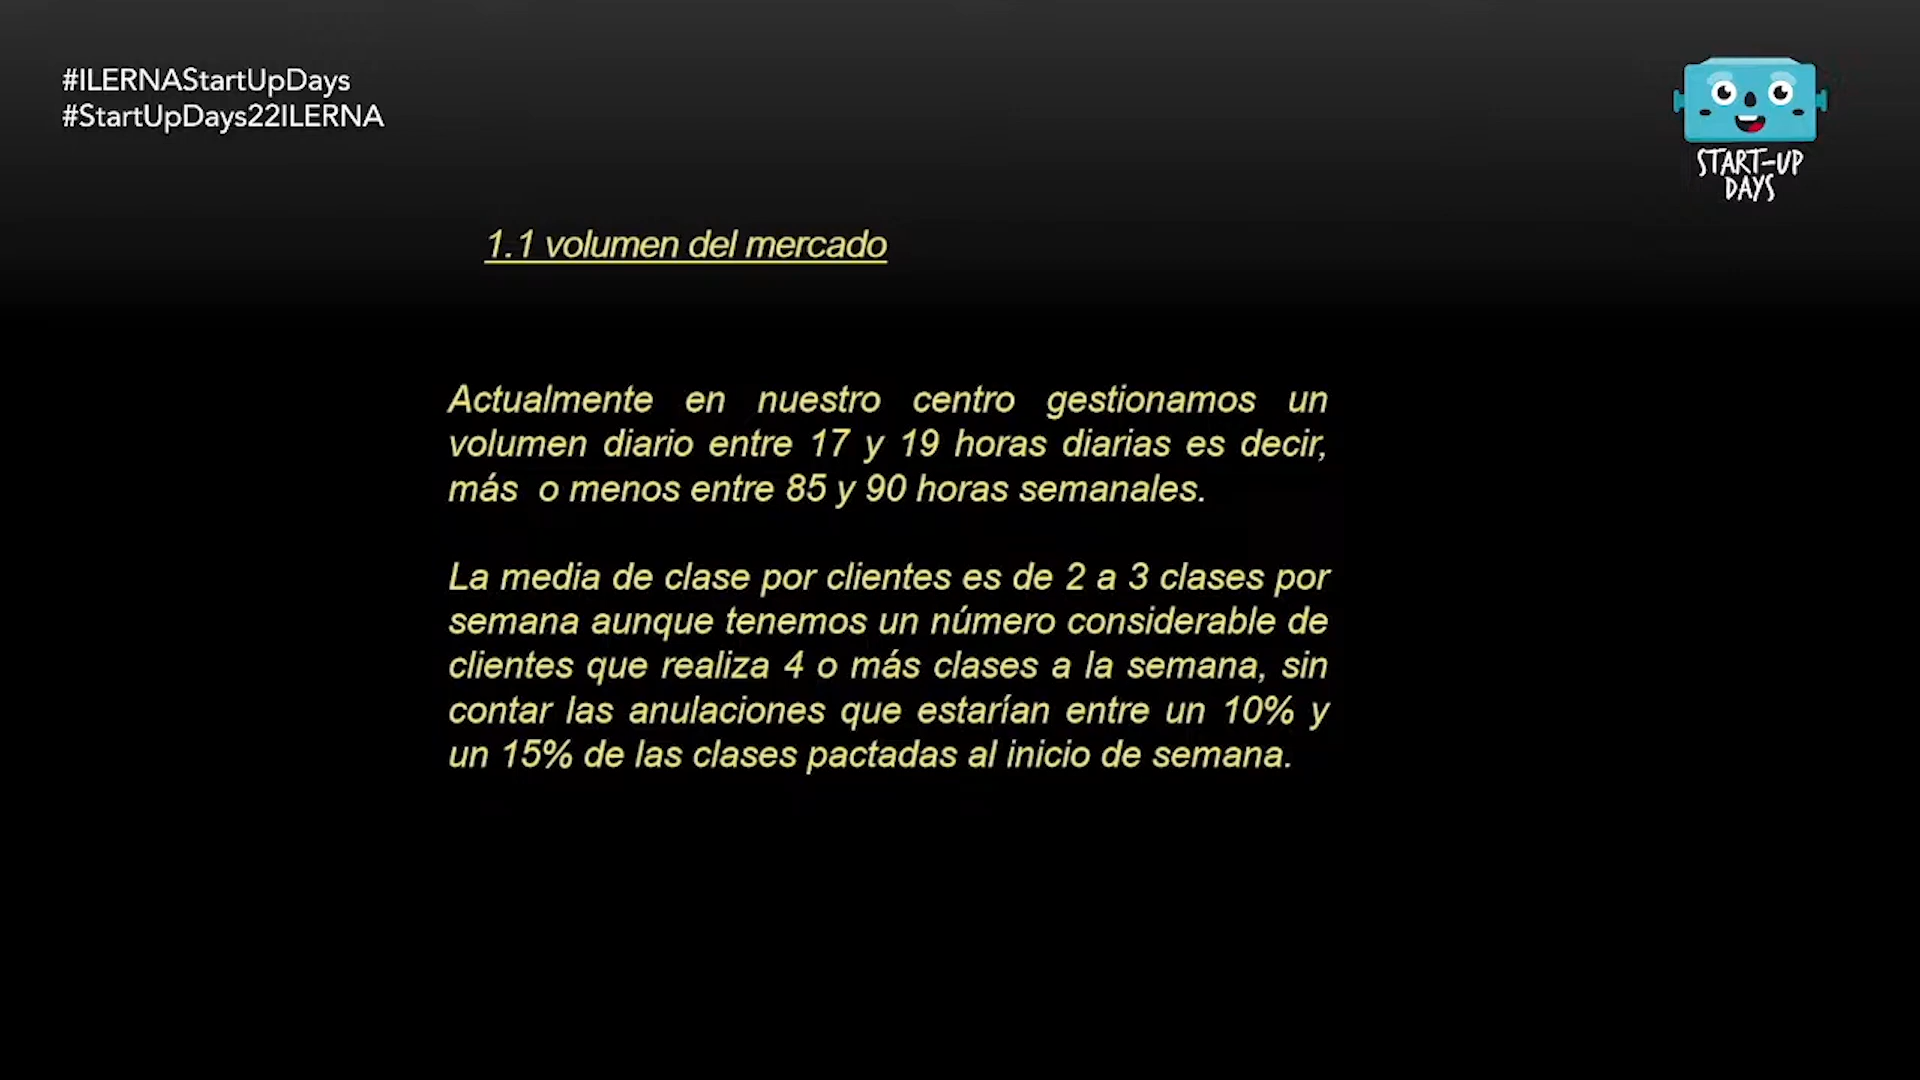 #ILERNAStartUpDays
#StartUpDays22ILERNA
START-UP
DAYS
1.1 volumen del mercado
Actualmente en nuestro centro gestionamos un
volumen diario entre 17 y 19 horas diarias es decir,
más o menos entre 85 y 90 horas semanales.
La media de clase por clientes es de 2 a 3 clases por
semana aunque tenemos un número considerable de
clientes que realiza 4 o más clases a la semana, sin
contar las anulaciones que estarían entre un 10% y
un 15% de las clases pactadas al inicio de semana.